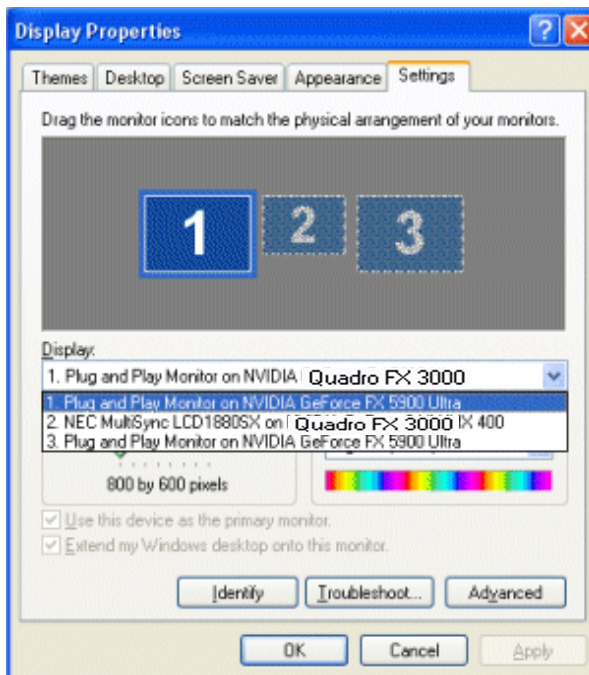 Display Properties
Themes Desktop Screen Saver Appearance Settings
Drag the monitor icons to match the physical arrangement of your monitors.
1 2 3
Display:
1. Plug and Play Monitor on NVIDIA Quadro FX 3000
1. Plug and Play Monitor on NVIDIA GeForce FX 5900 Ultra
2. NEC MultiSync LCD1880SX on Quadro FX 3000 IX 400
3. Plug and Play Monitor on NVIDIA GeForce FX 5900 Ultra
800 by 600 pixels
Use this device as the primary monitor.
Extend my Windows desktop onto this monitor.
Identify Troubleshoot... Advanced
OK Cancel Apply